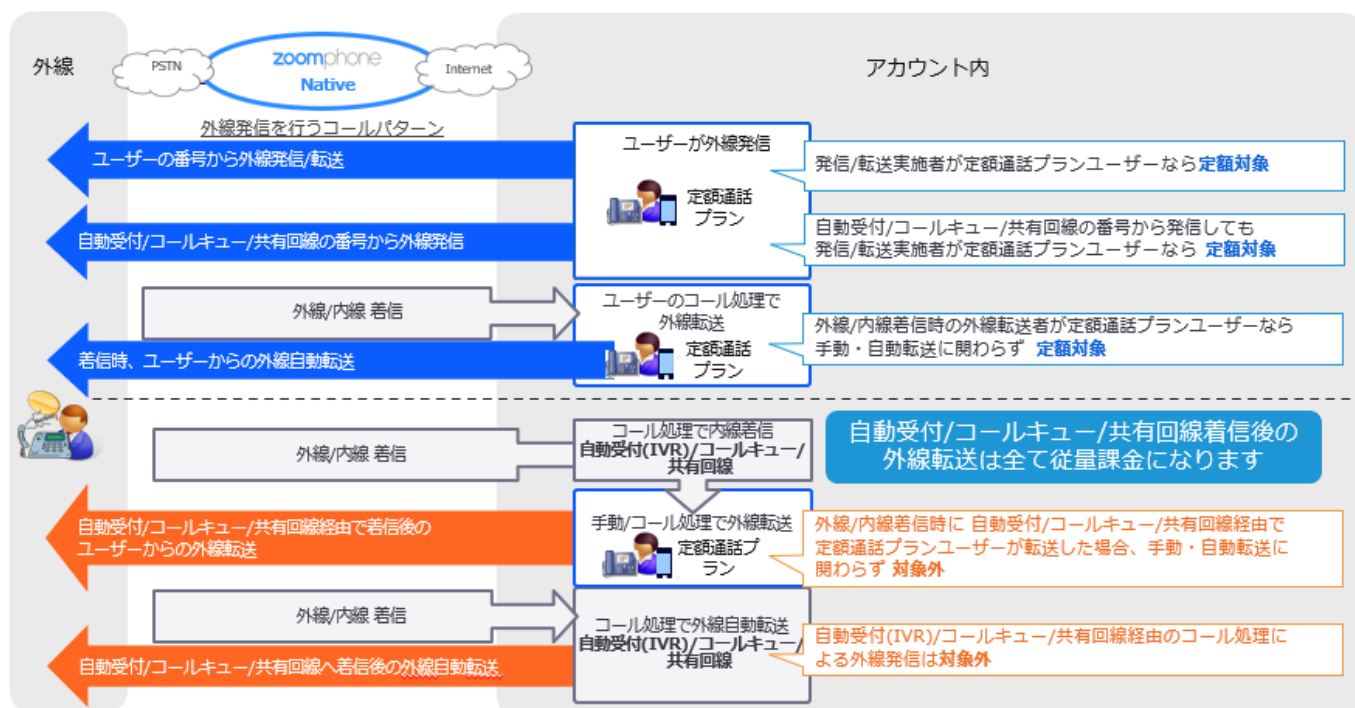 外線
PSTN
zoomphone
Native
Internet
アカウント内
外線発信を行うコールパターン
ユーザーの番号から外線発信/転送
ユーザーが外線発信
定額通話
プラン
発信/転送実施者が定額通話プランユーザーなら定額対象
自動受付/コールキュー/共有回線の番号から外線発信
自動受付/コールキュー/共有回線の番号から発信しても
発信/転送実施者が定額通話プランユーザーなら 定額対象
外線/内線 着信
ユーザーのコール処理で
外線転送
定額通話
プラン
外線/内線着信時の外線転送者が定額通話プランユーザーなら
手動・自動転送に関わらず 定額対象
着信時、ユーザーからの外線自動転送
外線/内線 着信
コール処理で内線着信
自動受付(IVR)/コールキュー/
共有回線
自動受付/コールキュー/共有回線着信後の
外線転送は全て従量課金になります
自動受付/コールキュー/共有回線経由で着信後の
ユーザーからの外線転送
手動/コール処理で外線転送
定額通話プ
ラン
外線/内線着信時に 自動受付/コールキュー/共有回線経由で
定額通話プランユーザーが転送した場合、手動・自動転送に
関わらず 対象外
外線/内線 着信
コール処理で外線自動転送
自動受付(IVR)/コールキュー/
共有回線
自動受付/コールキュー/共有回線へ着信後の外線自動転送
自動受付(IVR)/コールキュー/共有回線経由のコール処理に
よる外線発信は対象外